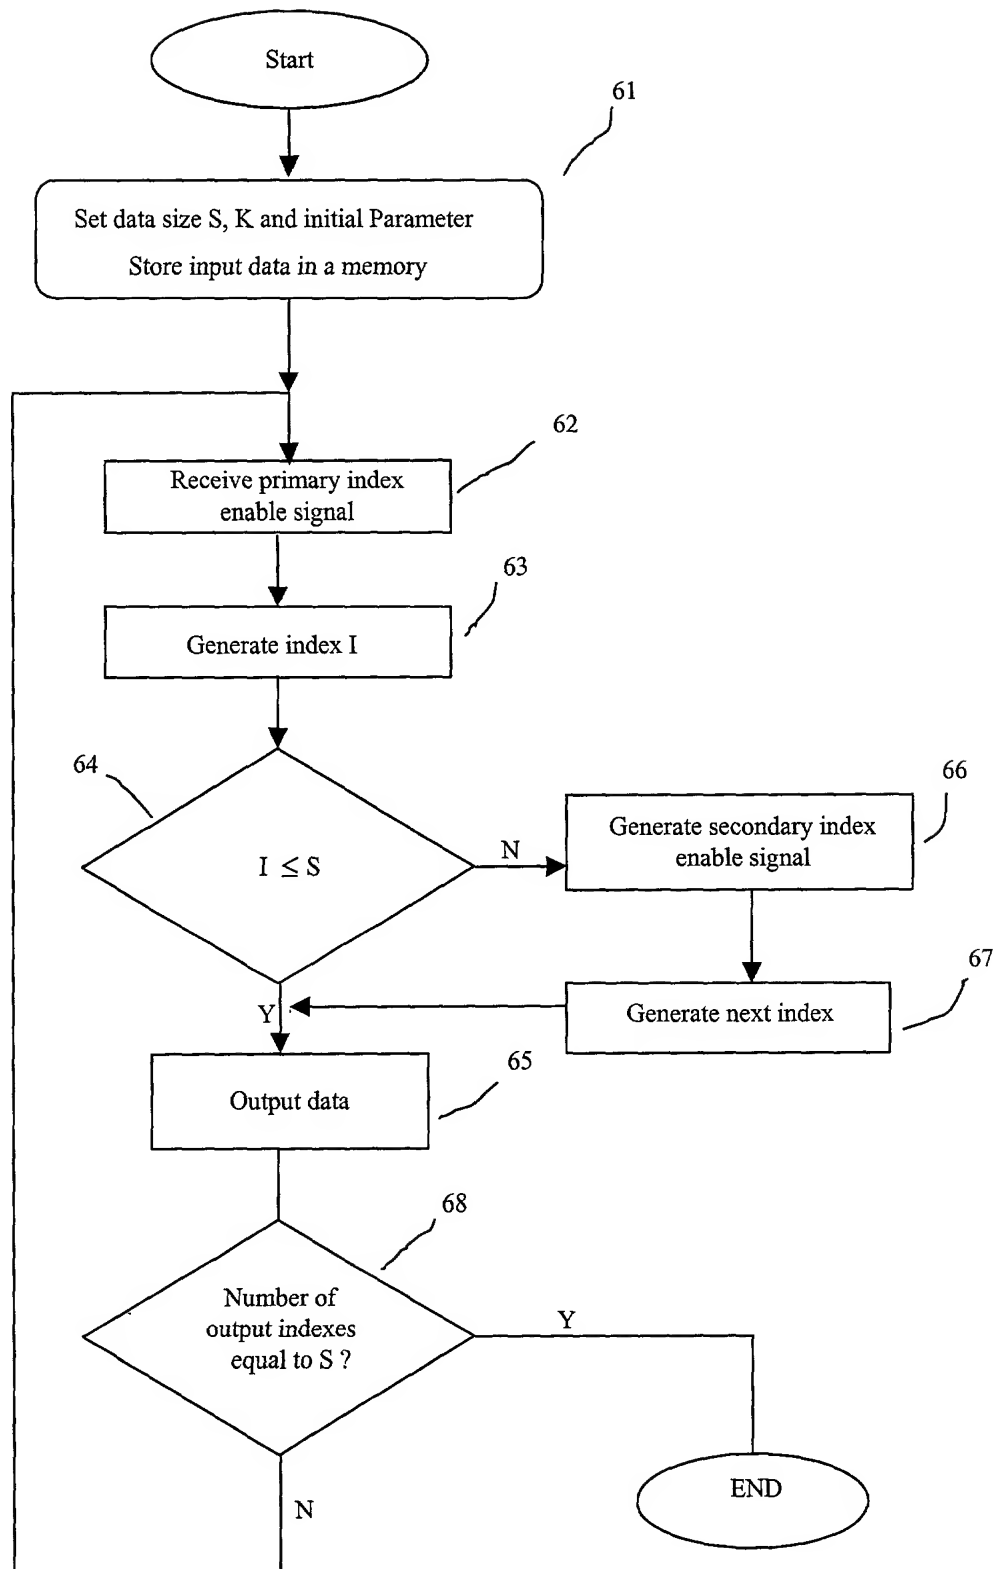 Start
61
Set data size S, K and initial Parameter
Store input data in a memory
62
Receive primary index
enable signal
63
Generate index I
64
I ≤ S
N
66
Generate secondary index
enable signal
67
Generate next index
Y
65
Output data
68
Number of
output indexes
equal to S ?
Y
N
END